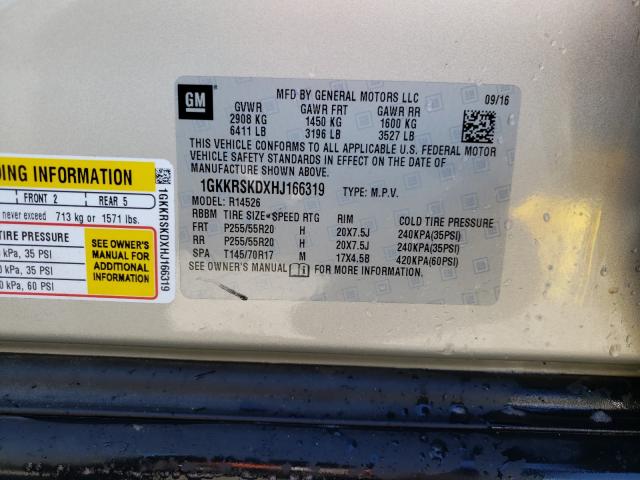 GM
MFD BY GENERAL MOTORS LLC 09/16
GVWR GAWR FRT GAWR RR
2908 KG 1450 KG 1600 KG
6411 LB 3196 LB 3527 LB
THIS VEHICLE CONFORMS TO ALL APPLICABLE U.S. FEDERAL MOTOR
VEHICLE SAFETY STANDARDS IN EFFECT ON THE DATE OF
MANUFACTURE SHOWN ABOVE.
1GKKRSKDXHJ166319 TYPE: M.P.V.
MODEL: R14526
RBBM TIRE SIZE SPEED RTG RIM COLD TIRE PRESSURE
FRT P255/55R20 H 20X7.5J 240KPA(35PSI)
RR P255/55R20 H 20X7.5J 240KPA(35PSI)
SPA T145/70R17 M 17X4.5B 420KPA(60PSI)
SEE OWNER'S MANUAL FOR MORE INFORMATION.
DING INFORMATION
FRONT 2 REAR 5
never exceed 713 kg or 1571 lbs.
TIRE PRESSURE
kPa, 35 PSI
kPa, 35 PSI
0 kPa, 60 PSI
SEE OWNER'S
MANUAL FOR
ADDITIONAL
INFORMATION
1GKKRSKDXHJ166319